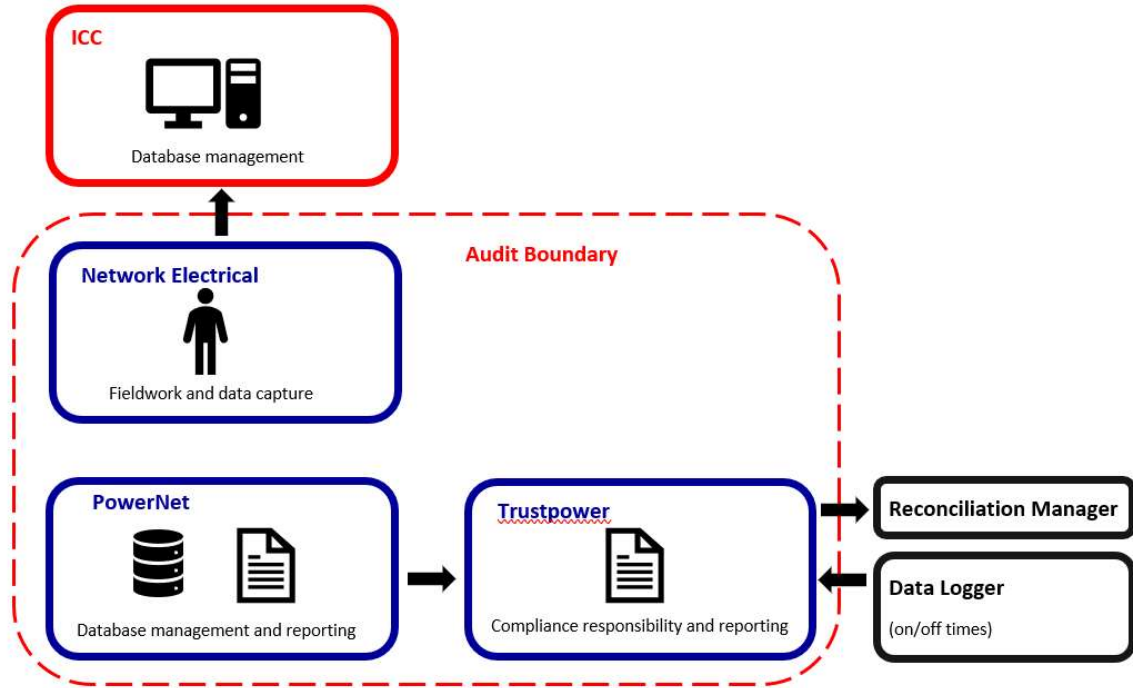 ICC
Database management
Audit Boundary
Network Electrical
Fieldwork and data capture
PowerNet
Database management and reporting
Trustpower
Compliance responsibility and reporting
Reconciliation Manager
Data Logger
(on/off times)